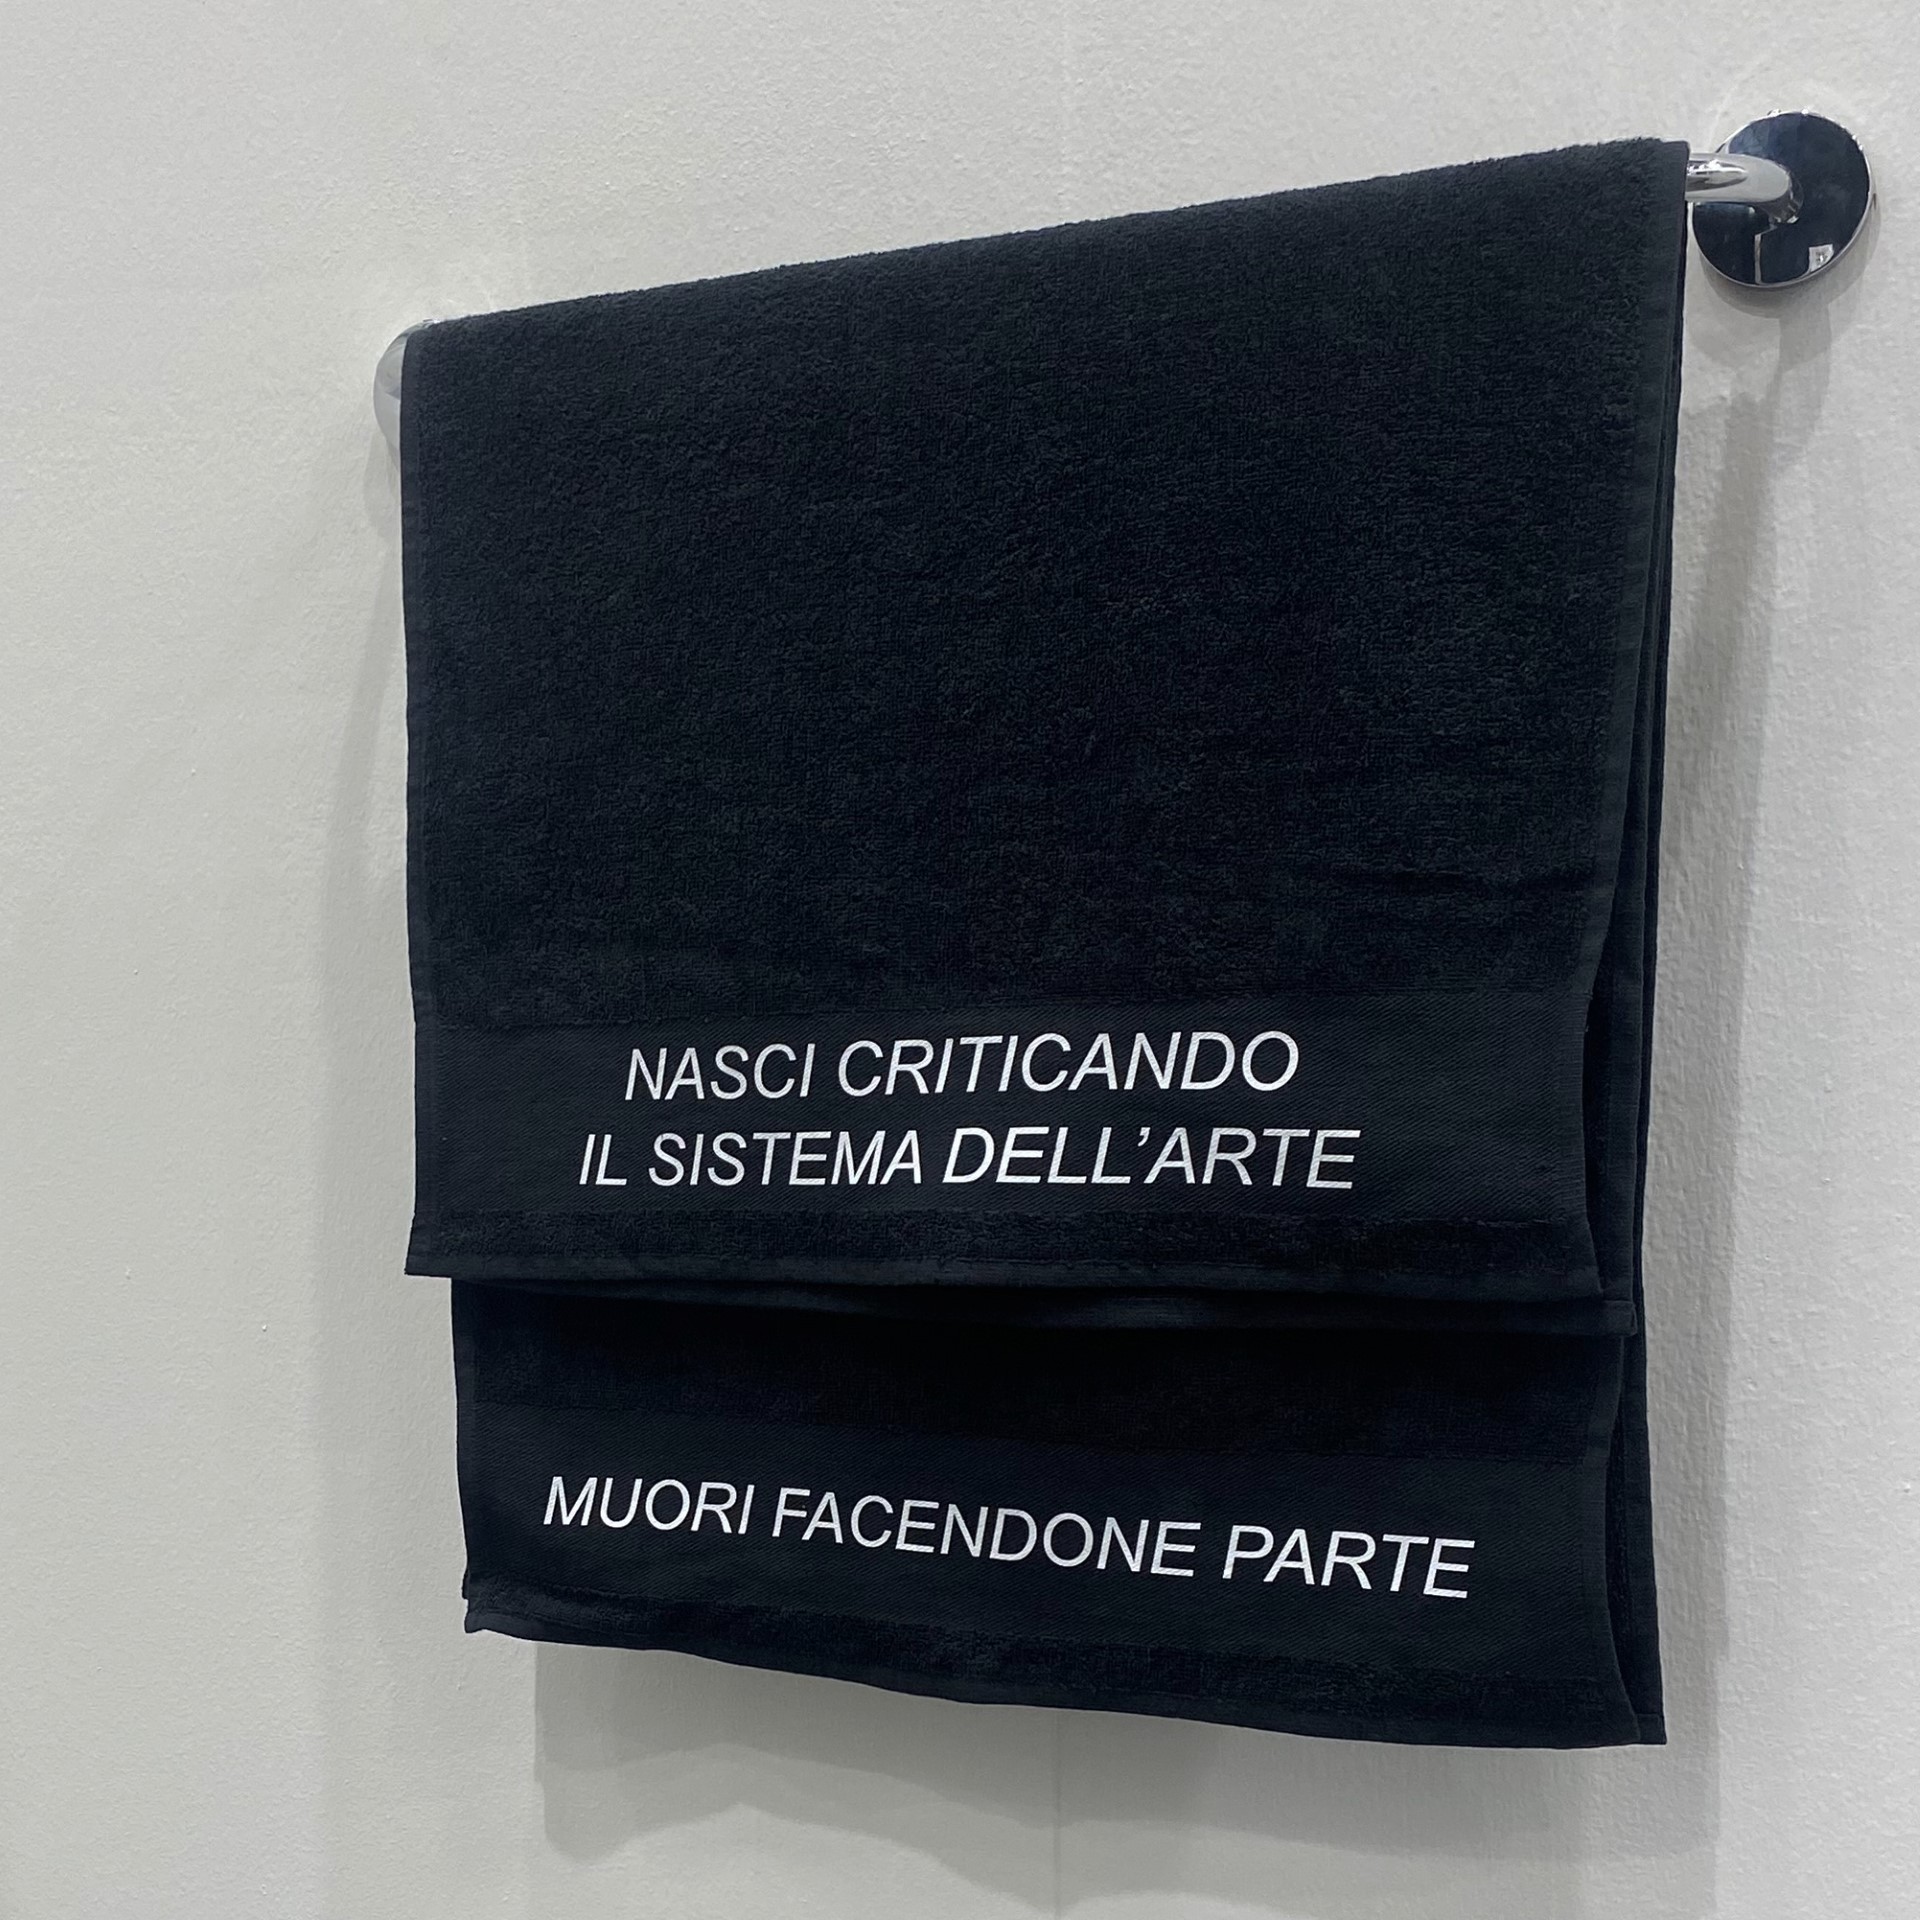 NASCI CRITICANDO
IL SISTEMA DELL’ARTE
MUORI FACENDONE PARTE